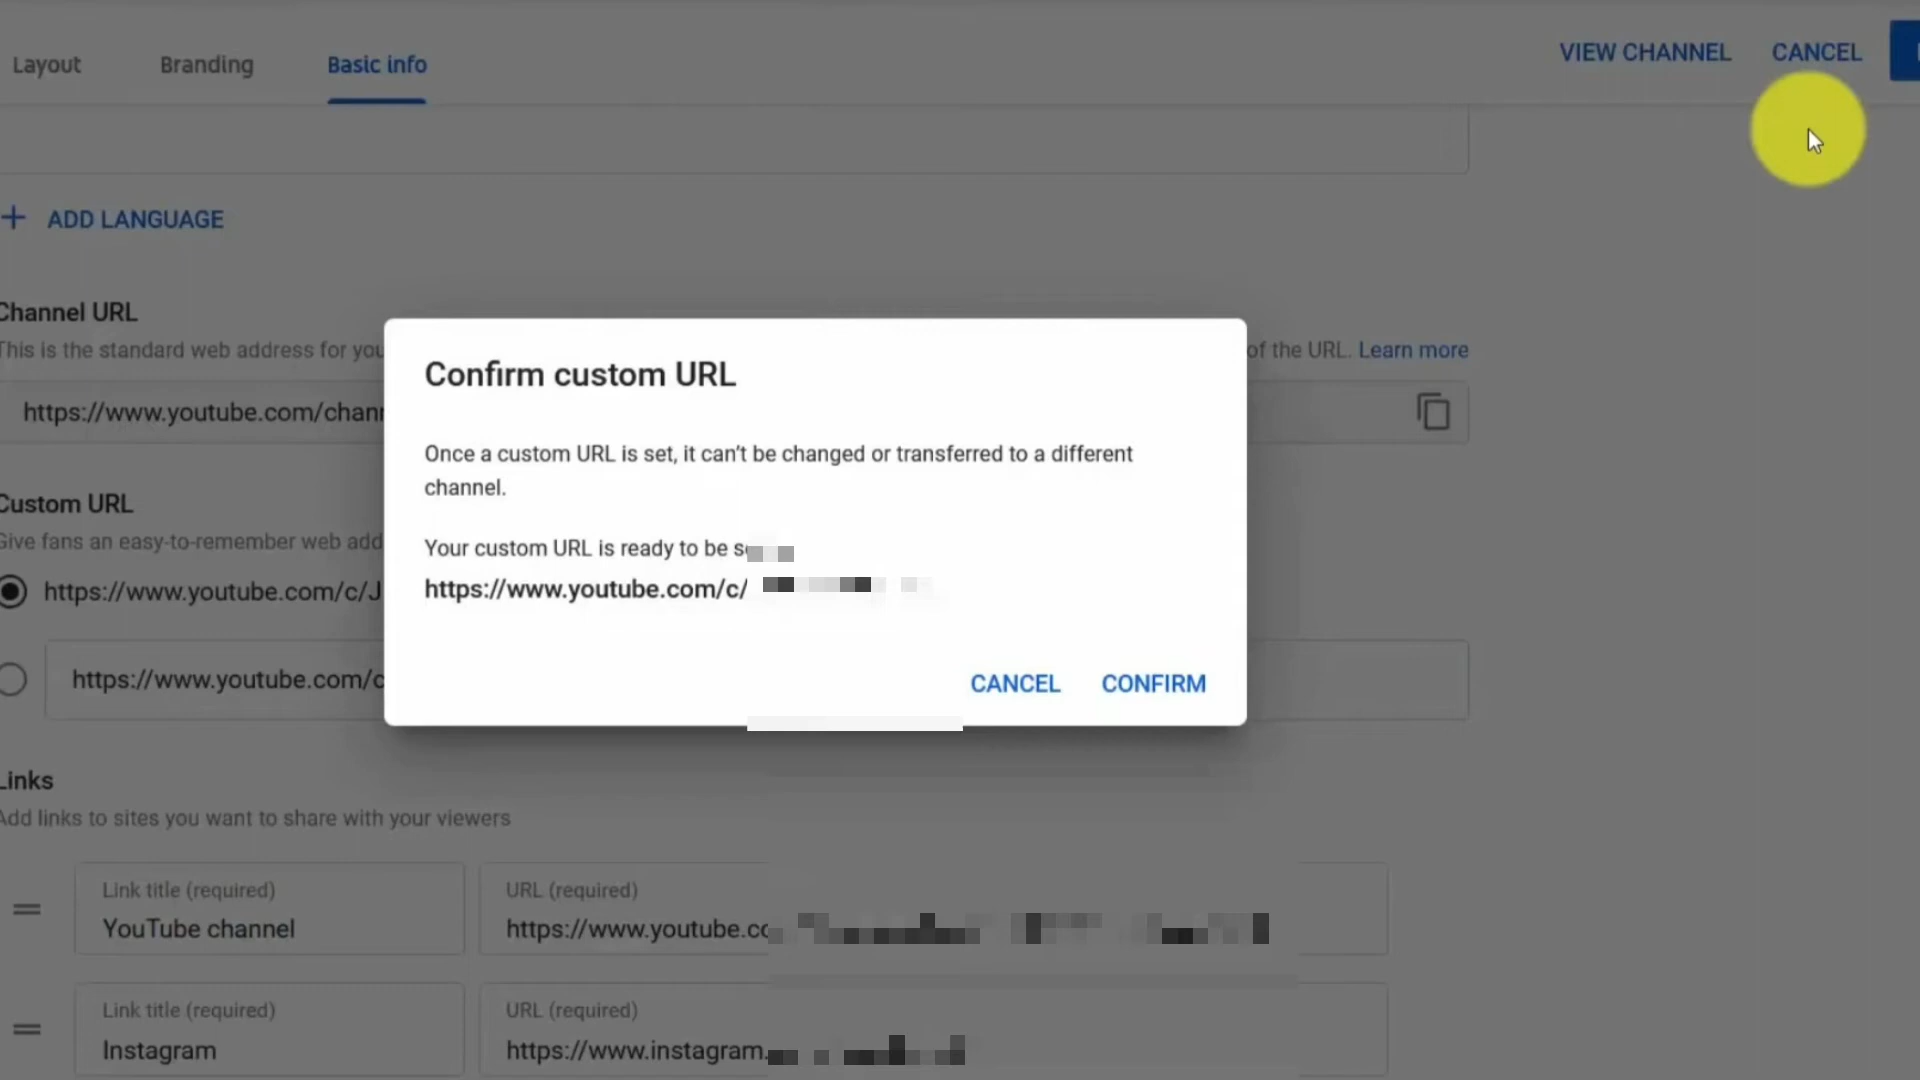 Layout Branding Basic info VIEW CHANNEL CANCEL
+ ADD LANGUAGE
Channel URL
This is the standard web address for you of the URL. Learn more
https://www.youtube.com/chann
Confirm custom URL
Once a custom URL is set, it can't be changed or transferred to a different
channel.
Your custom URL is ready to be
https://www.youtube.com/c/
CANCEL CONFIRM
Custom URL
Give fans an easy-to-remember web add
https://www.youtube.com/c/J
https://www.youtube.com/c
Links
Add links to sites you want to share with your viewers
Link title (required) URL (required)
YouTube channel https://www.youtube.co
Link title (required) URL (required)
Instagram https://www.instagram.